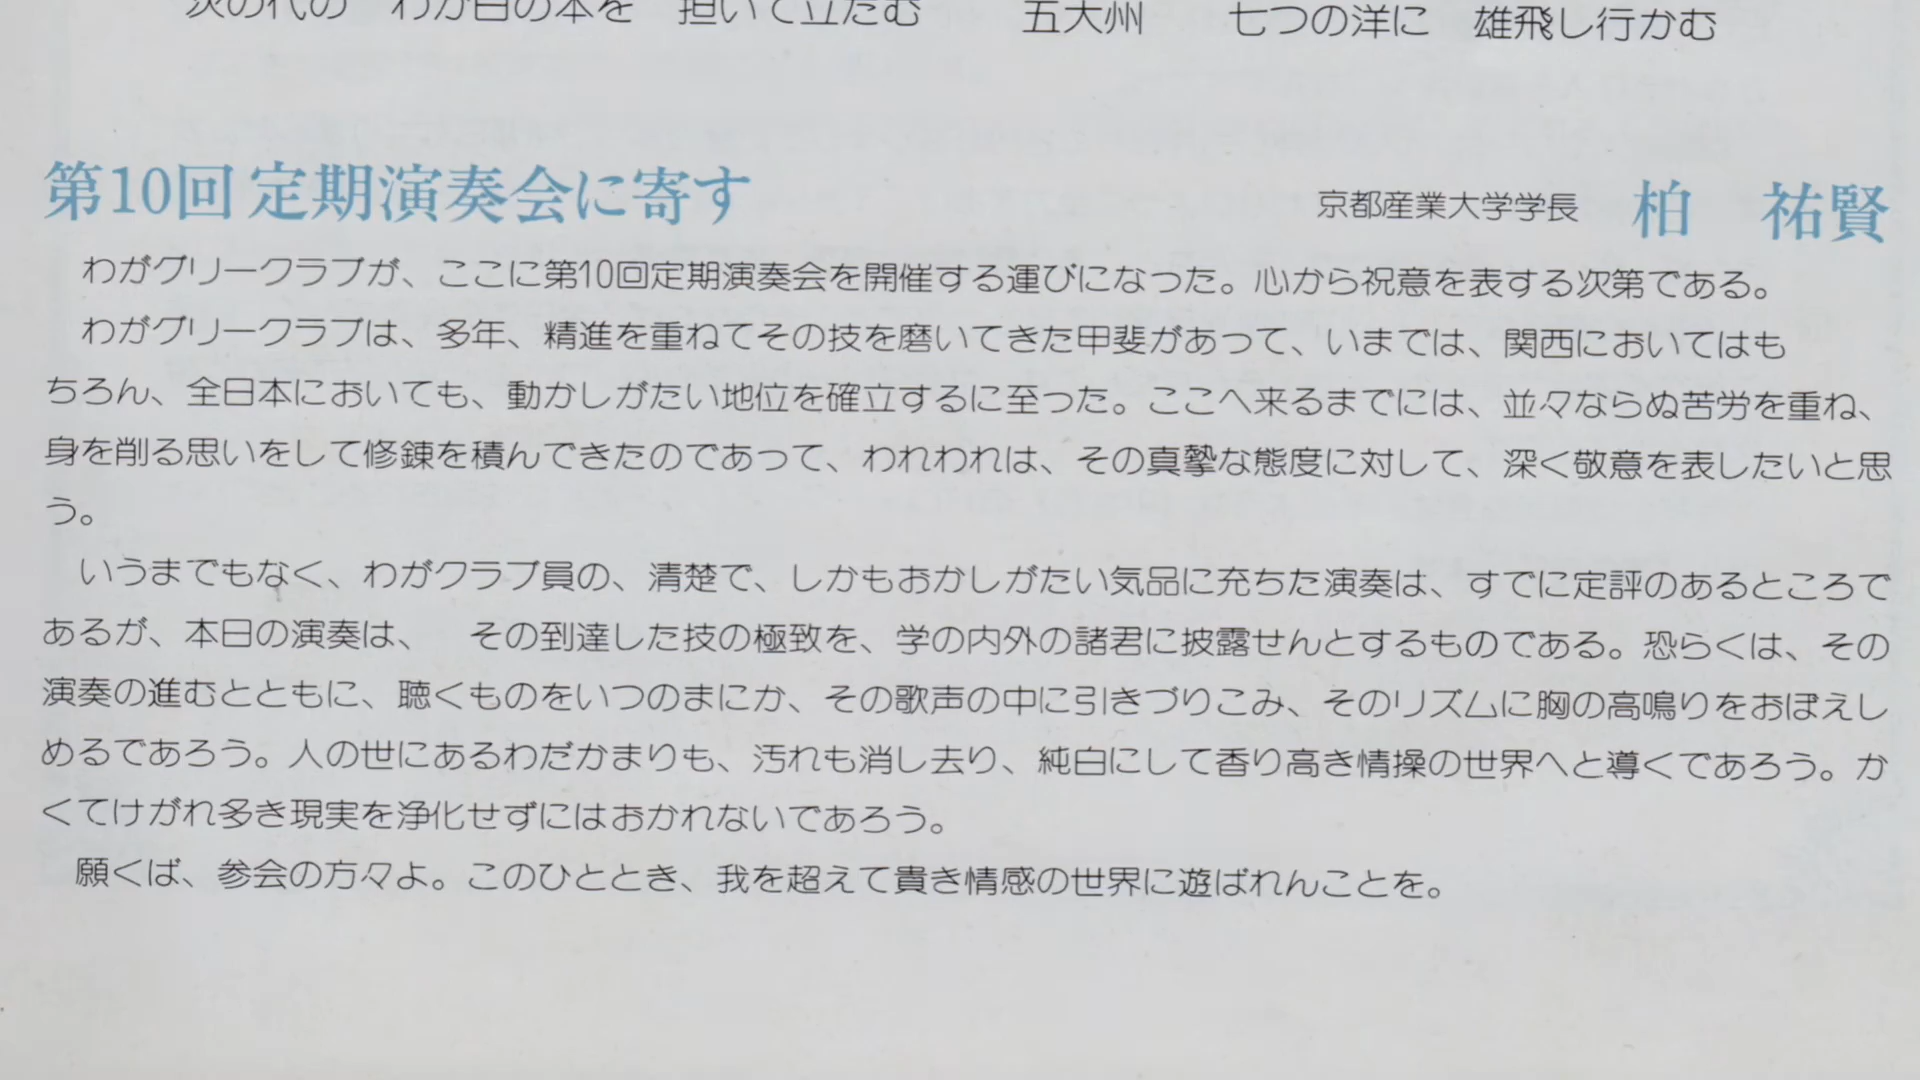 次の代の　わが日の本を　担いて立たむ　　五大州　　七つの洋に　雄飛し行かむ
第10回 定期演奏会に寄す　京都産業大学学長　柏　祐賢
わがグリークラブが、ここに第10回定期演奏会を開催する運びになった。心から祝意を表する次第である。
わがグリークラブは、多年、精進を重ねてその技を磨いてきた甲斐があって、いまでは、関西においてはも
ちろん、全日本においても、動かしがたい地位を確立するに至った。ここへ来るまでには、並々ならぬ苦労を重ね、
身を削る思いをして修錬を積んできたのであって、われわれは、その真摯な態度に対して、深く敬意を表したいと思
う。
いうまでもなく、わがクラブ員の、清楚で、しかもおかしがたい気品に充ちた演奏は、すでに定評のあるところで
あるが、本日の演奏は、　その到達した技の極致を、学の内外の諸君に披露せんとするものである。恐らくは、その
演奏の進むとともに、聴くものをいつのまにか、その歌声の中に引きづりこみ、そのリズムに胸の高鳴りをおぼえし
めるであろう。人の世にあるわだかまりも、汚れも消し去り、純白にして香り高き情操の世界へと導くであろう。か
くてけがれ多き現実を浄化せずにはおかれないであろう。
願くば、参会の方々よ。このひととき、我を超えて貴き情感の世界に遊ばれんことを。